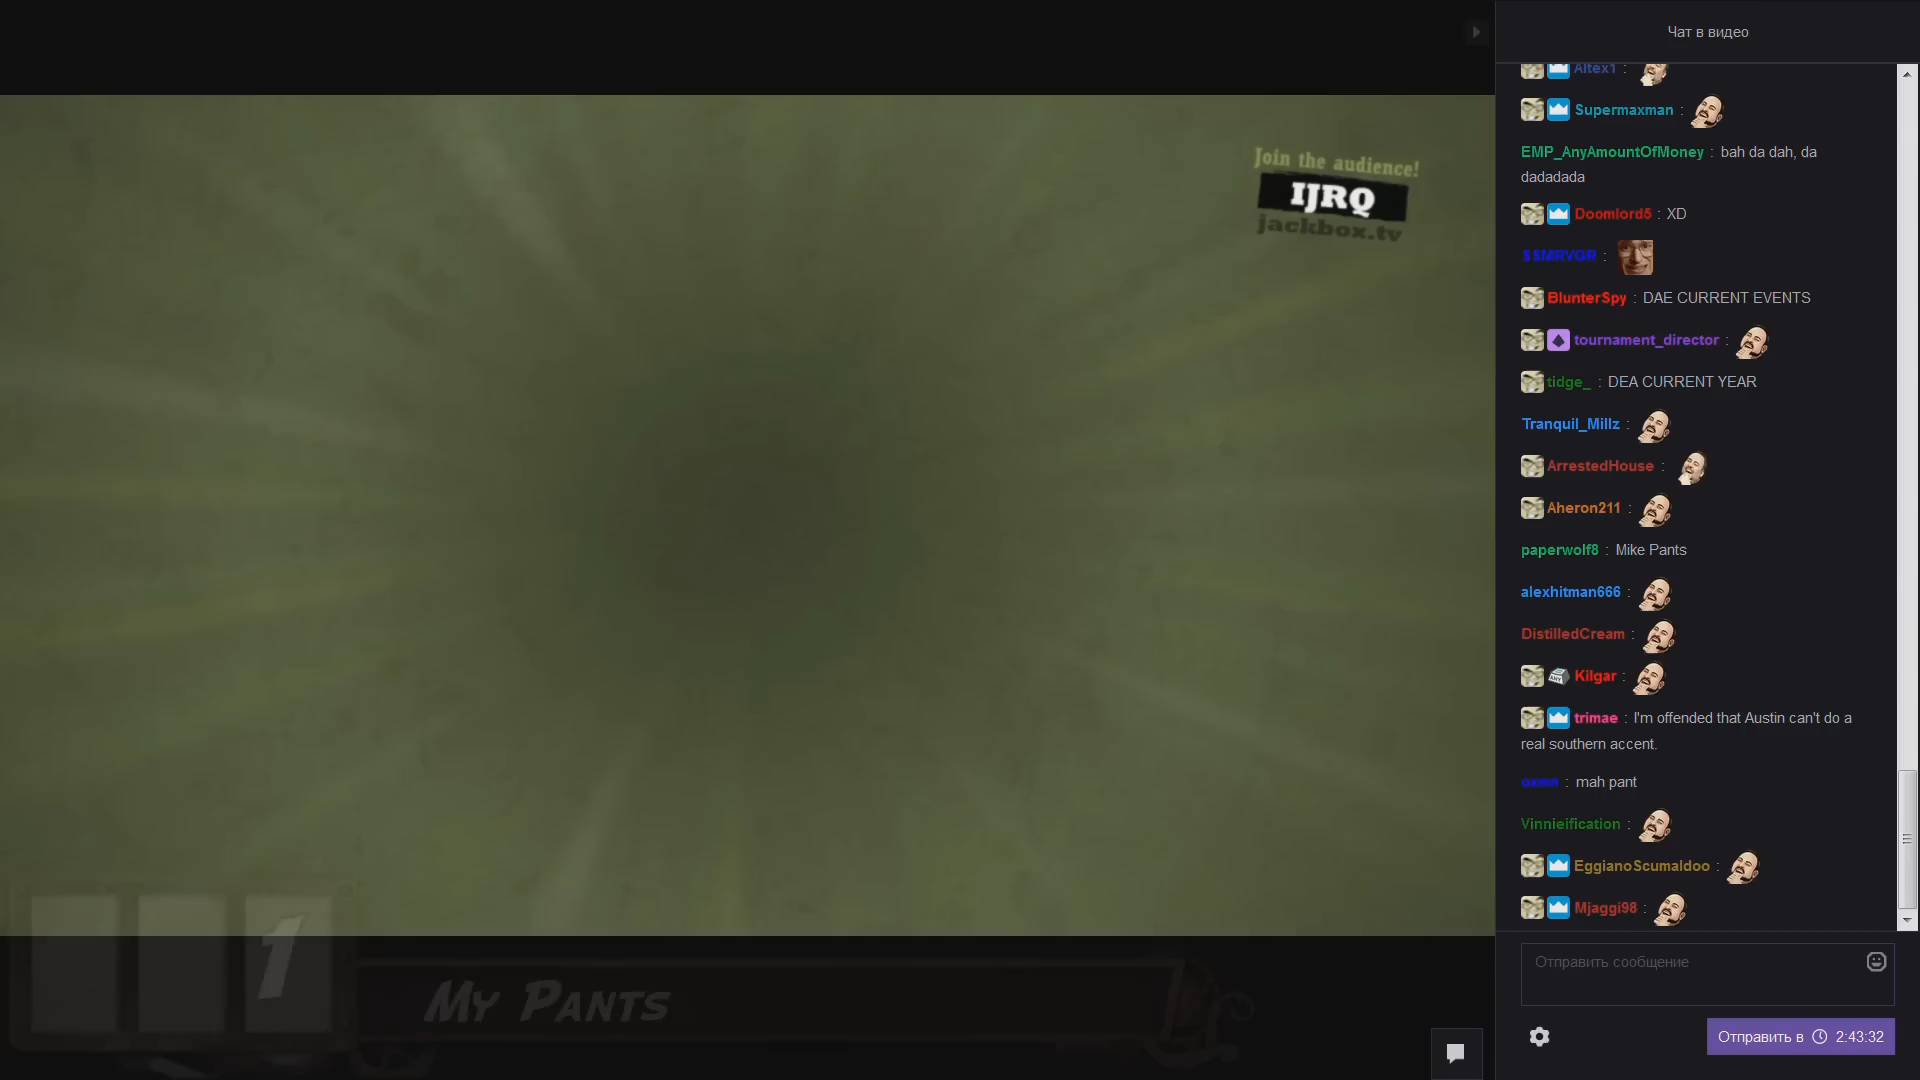 Join the audience!
IJRQ
jackbox.tv
1
My Pants
Чат в видео
Altex1 :
Supermaxman :
EMP_AnyAmountOfMoney : bah da dah, da
dadadada
Doomlord5 : XD
SSMRVGR :
BlunterSpy : DAE CURRENT EVENTS
tournament_director :
tidge_ : DEA CURRENT YEAR
Tranquil_Millz :
ArrestedHouse :
Aheron211 :
paperwolf8 : Mike Pants
alexhitman666 :
DistilledCream :
Kilgar :
trimae : I'm offended that Austin can't do a
real southern accent.
: mah pant
Vinnieification :
EggianoScumaldoo :
Mjaggi98 :
Отправить сообщение
Отправить в 2:43:32